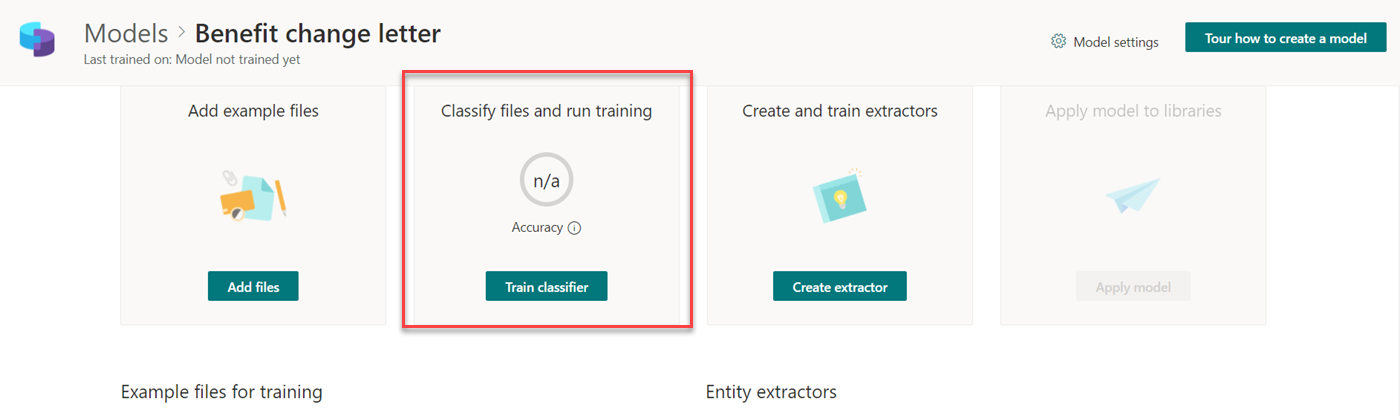 Models > Benefit change letter
Last trained on: Model not trained yet
Model settings
Tour how to create a model
Add example files
Add files
Classify files and run training
n/a
Accuracy
Train classifier
Create and train extractors
Create extractor
Apply model to libraries
Apply model
Example files for training
Entity extractors